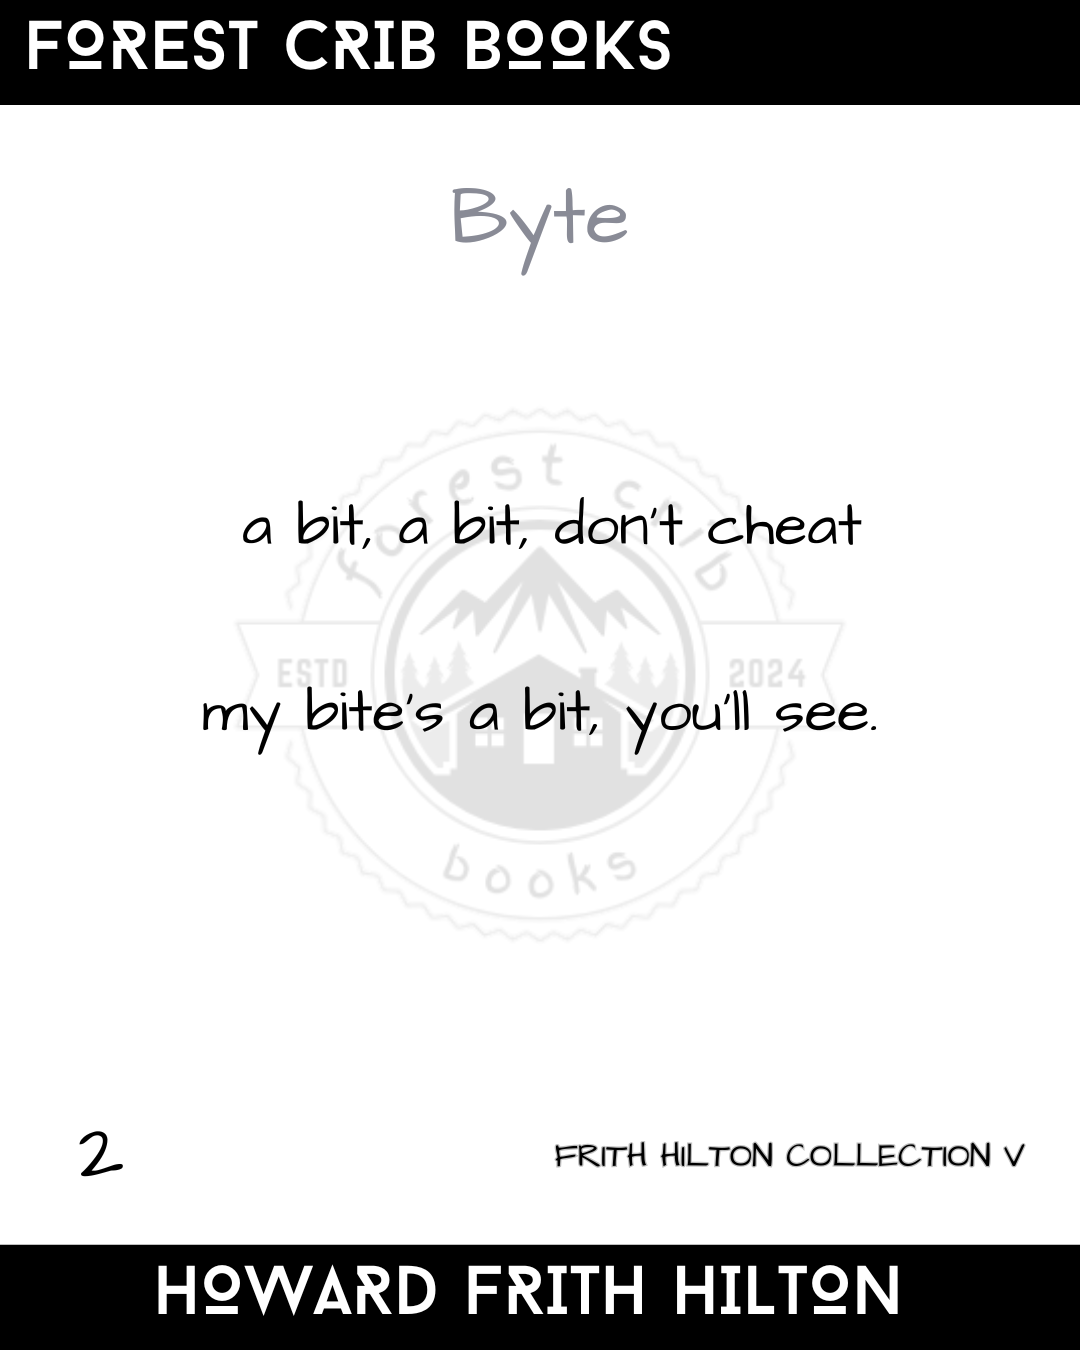 FOREST CRIB BOOKS
Byte
forest crib
a bit, a bit, don't cheat
ESTD 2024
my bite's a bit, you'll see.
books
2
FRITH HILTON COLLECTION V
HOWARD FRITH HILTON